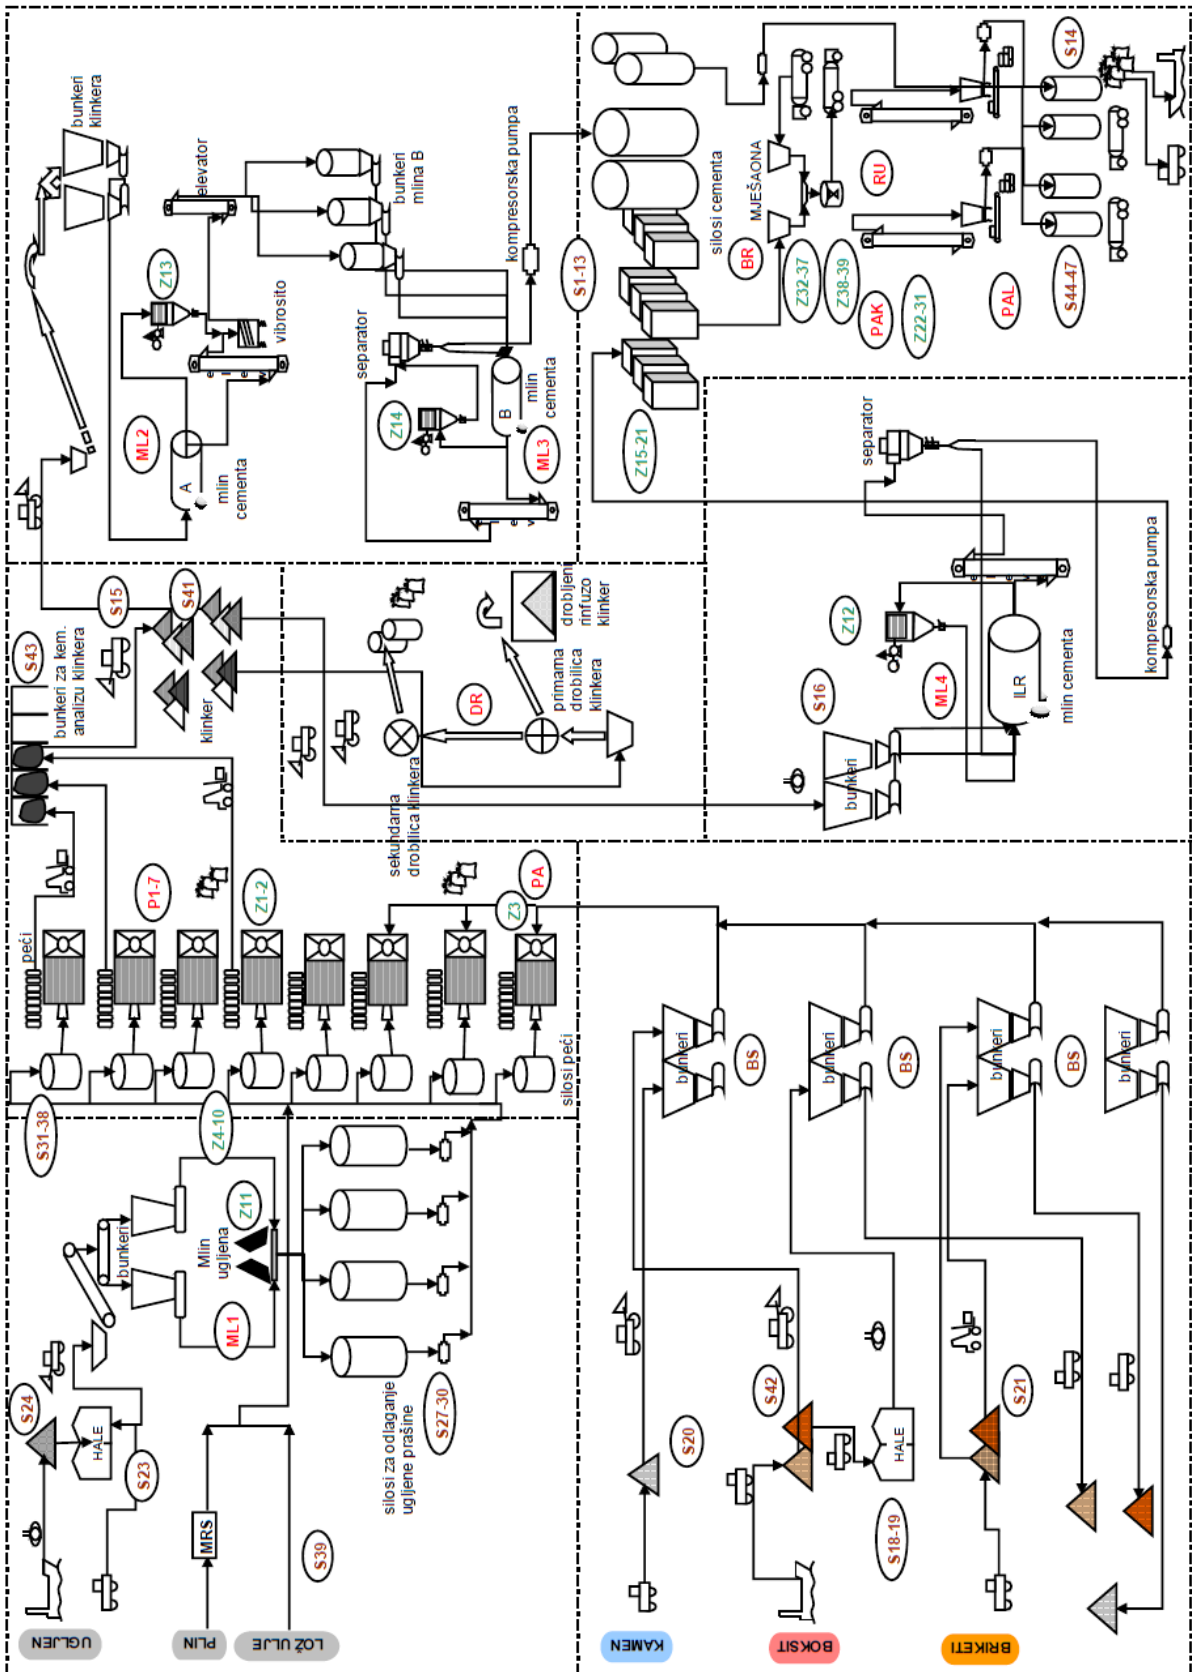 bunkeri
klinkera
elevator
Z13
vibrosito
ML2
A
mlin
cementa
bunkeri
mlina B
kompresorska pumpa
separator
Z14
B
mlin
cementa
ML3
S1-13
silosi cementa
MJEŠAONA
BR
Z32-37
Z38-39
RU
PAK
Z22-31
PAL
S14
S44-47
Z15-21
S43
bunkeri za kem.
analizu klinkera
S15
S41
klinker
DR
sekundarna
drobilica klinkera
primarna
drobilica
klinkera
drobljeni
rinfuzo
klinker
separator
Z12
S16
ML4
bunkeri
ILR
mlin cementa
kompresorska pumpa
peći
P1-7
Z1-2
Z3
PA
silosi peći
S31-38
Z4-10
bunkeri
Z11
Mlin
ugljena
ML1
S24
HALE
S23
silosi za odlaganje
ugljene prašine
S27-30
MRS
S39
UGLJEN
PLIN
LOŽ ULJE
bunkeri
BS
bunkeri
BS
bunkeri
BS
bunkeri
S20
S42
HALE
S18-19
S21
KAMEN
BOKSIT
BRIKETI